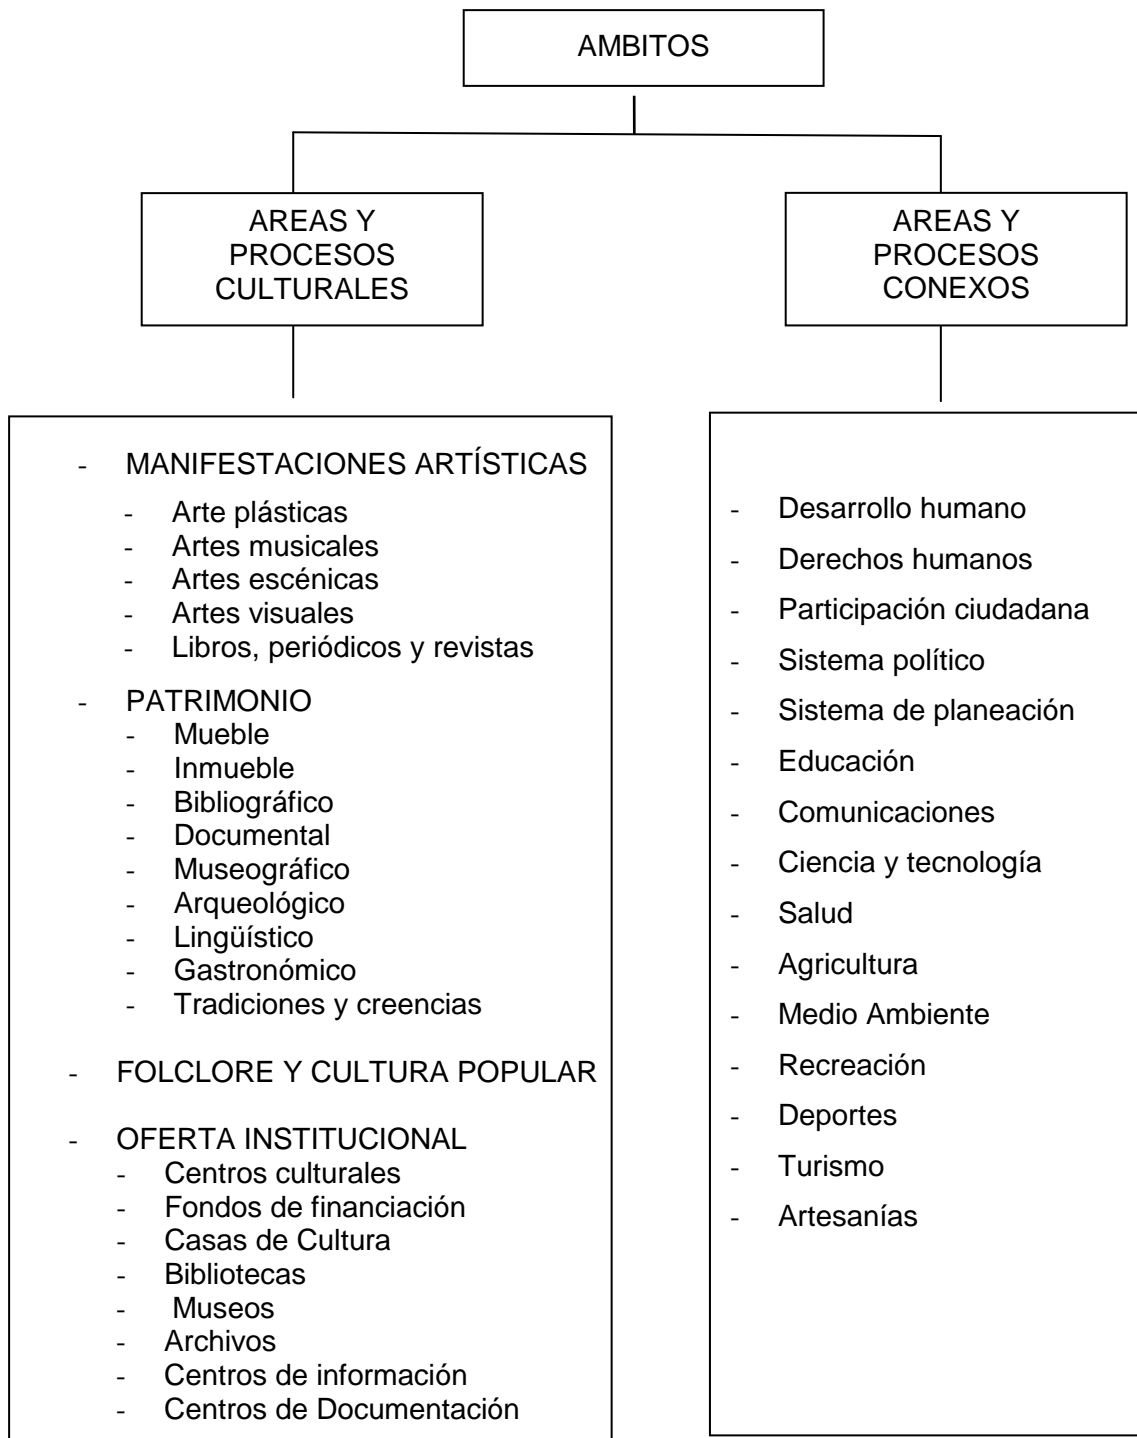 AMBITOS
AREAS Y
PROCESOS
CULTURALES
AREAS Y
PROCESOS
CONEXOS
- MANIFESTACIONES ARTÍSTICAS
- Arte plásticas
- Artes musicales
- Artes escénicas
- Artes visuales
- Libros, periódicos y revistas
- PATRIMONIO
- Mueble
- Inmueble
- Bibliográfico
- Documental
- Museográfico
- Arqueológico
- Lingüístico
- Gastronómico
- Tradiciones y creencias
- FOLCLORE Y CULTURA POPULAR
- OFERTA INSTITUCIONAL
- Centros culturales
- Fondos de financiación
- Casas de Cultura
- Bibliotecas
- Museos
- Archivos
- Centros de información
- Centros de Documentación
- Desarrollo humano
- Derechos humanos
- Participación ciudadana
- Sistema político
- Sistema de planeación
- Educación
- Comunicaciones
- Ciencia y tecnología
- Salud
- Agricultura
- Medio Ambiente
- Recreación
- Deportes
- Turismo
- Artesanías